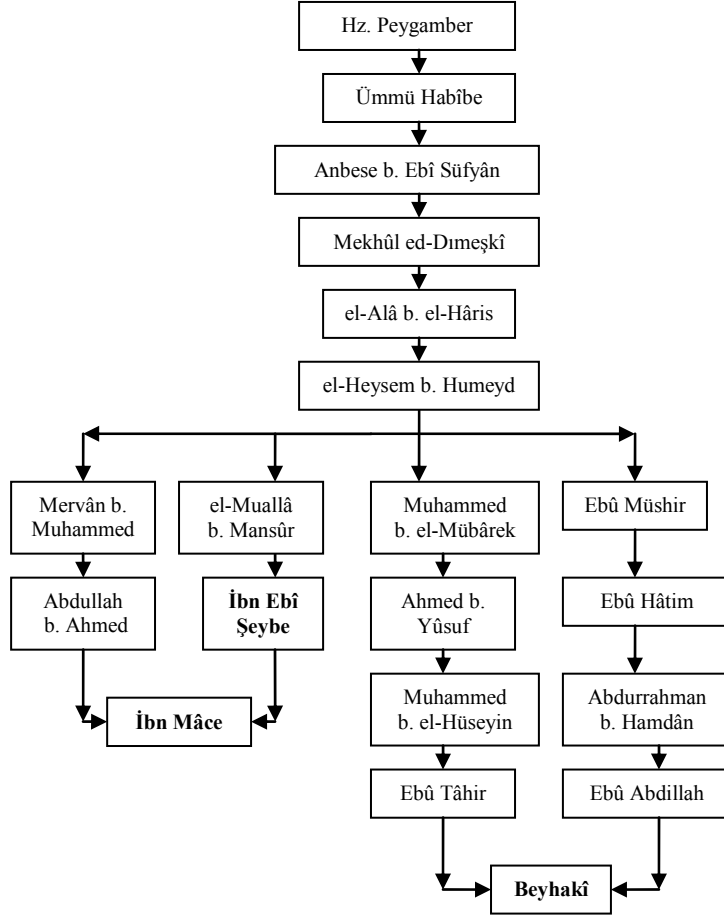 Hz. Peygamber
Ümmü Habîbe
Anbese b. Ebî Süfyân
Mekhûl ed-Dımeşkî
el-Alâ b. el-Hâris
el-Heysem b. Humeyd
Mervân b.
Muhammed
el-Muallâ
b. Mansûr
Muhammed
b. el-Mübârek
Ebû Müshir
Abdullah
b. Ahmed
İbn Ebî
Şeybe
Ahmed b.
Yûsuf
Ebû Hâtim
İbn Mâce
Muhammed
b. el-Hüseyin
Abdurrahman
b. Hamdân
Ebû Tâhir
Ebû Abdillah
Beyhakî